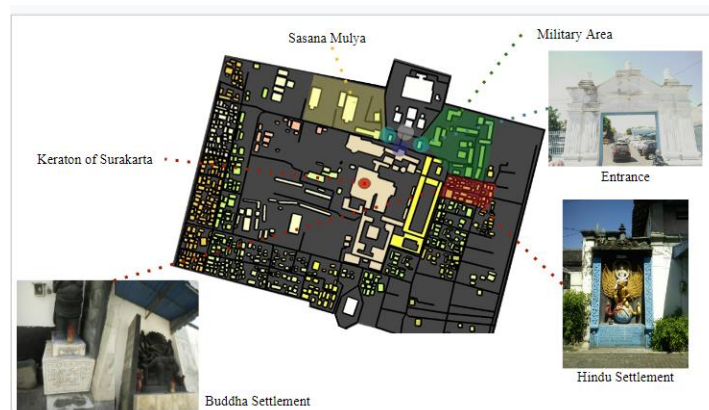 Sasana Mulya
Military Area
Keraton of Surakarta
Entrance
Hindu Settlement
Buddha Settlement